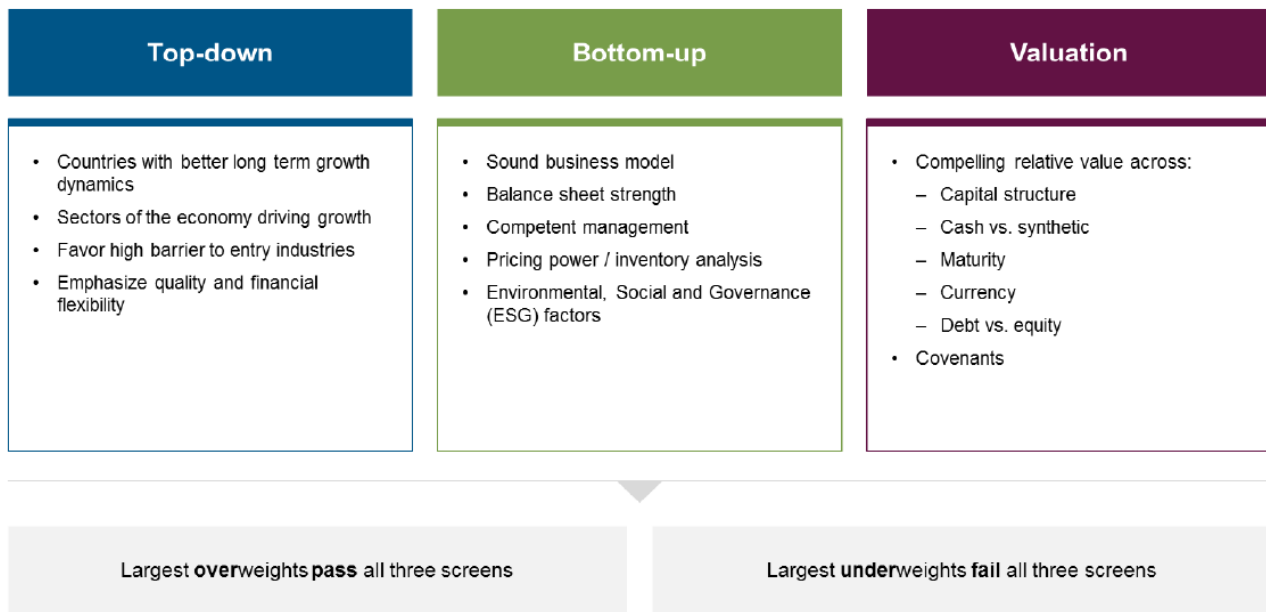 Top-down
Bottom-up
Valuation
• Countries with better long term growth
dynamics
• Sectors of the economy driving growth
• Favor high barrier to entry industries
• Emphasize quality and financial
flexibility
• Sound business model
• Balance sheet strength
• Competent management
• Pricing power / inventory analysis
• Environmental, Social and Governance
(ESG) factors
• Compelling relative value across:
– Capital structure
– Cash vs. synthetic
– Maturity
– Currency
– Debt vs. equity
• Covenants
Largest overweights pass all three screens
Largest underweights fail all three screens